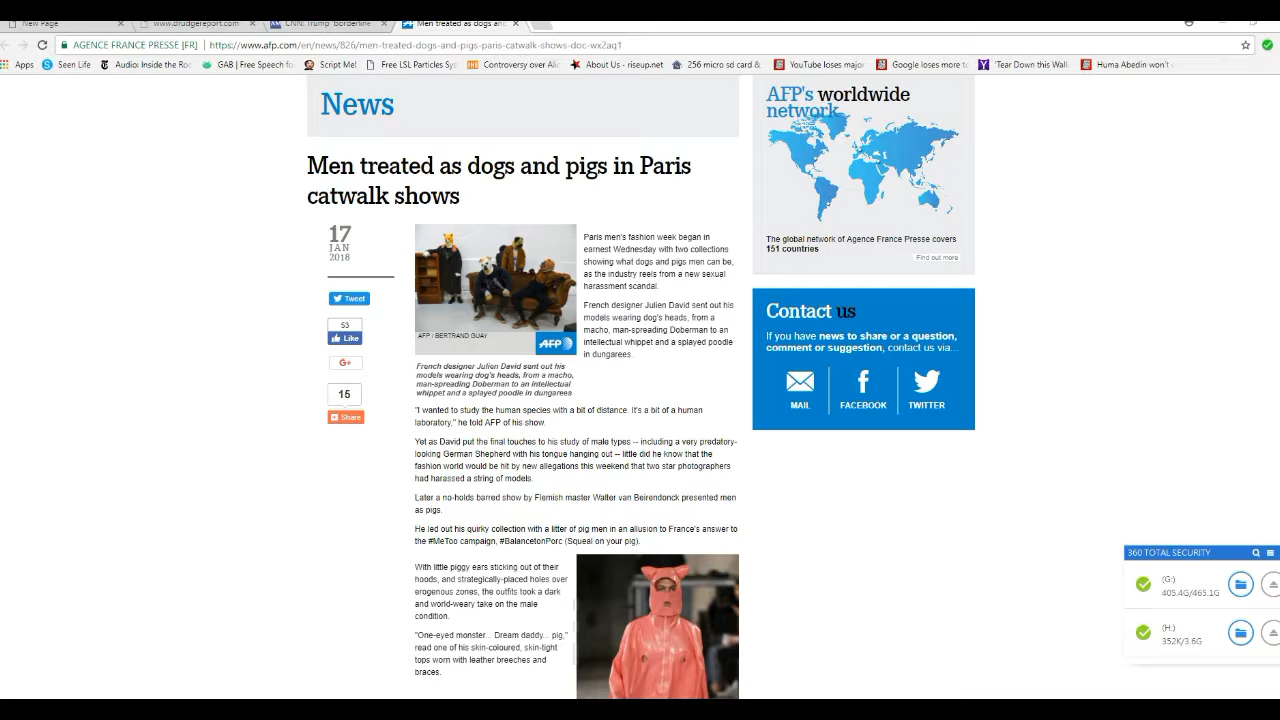 New Page
www.drudgereport.com
CNN: Trump 'borderline
Men treated as dogs and
AGENCE FRANCE PRESSE [FR]
https://www.afp.com/en/news/826/men-treated-dogs-and-pigs-paris-catwalk-shows-doc-wx2aq1
Apps
Seen Life
Audio: Inside the Roc
GAB | Free Speech fo
Script Me!
Free LSL Particles Sys
Controversy over Alic
About Us - riseup.net
256 micro sd card &
YouTube loses major
Google loses more to
'Tear Down this Wall
Huma Abedin won't
News
Men treated as dogs and pigs in Paris
catwalk shows
17
JAN
2018
Tweet
53
Like
G+
15
Share
AFP / BERTRAND GUAY
AFP
French designer Julien David sent out his
models wearing dog's heads, from a macho,
man-spreading Doberman to an intellectual
whippet and a splayed poodle in dungarees
Paris men's fashion week began in
earnest Wednesday with two collections
showing what dogs and pigs men can be,
as the industry reels from a new sexual
harassment scandal.
French designer Julien David sent out his
models wearing dog's heads, from a
macho, man-spreading Doberman to an
intellectual whippet and a splayed poodle
in dungarees.
"I wanted to study the human species with a bit of distance. It's a bit of a human
laboratory," he told AFP of his show.
Yet as David put the final touches to his study of male types -- including a very predatory-
looking German Shepherd with his tongue hanging out -- little did he know that the
fashion world would be hit by new allegations this weekend that two star photographers
had harassed a string of models.
Later a no-holds barred show by Flemish master Walter van Beirendonck presented men
as pigs.
He led out his quirky collection with a litter of pig men in an allusion to France's answer to
the #MeToo campaign, #BalancetonPorc (Squeal on your pig).
With little piggy ears sticking out of their
hoods, and strategically-placed holes over
erogenous zones, the outfits took a dark
and world-weary take on the male
condition.
"One-eyed monster... Dream daddy... pig,"
read one of his skin-coloured, skin-tight
tops worn with leather breeches and
braces.
AFP's worldwide
network
The global network of Agence France Presse covers
151 countries
Find out more
Contact us
If you have news to share or a question,
comment or suggestion, contact us via...
MAIL
FACEBOOK
TWITTER
360 TOTAL SECURITY
(G:)
405.4G/465.1G
(H:)
352K/3.6G